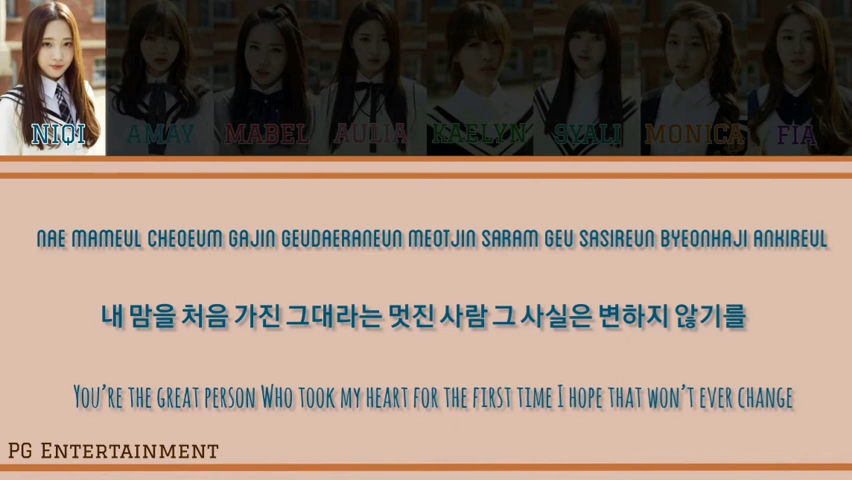 NIQI AMAY MABEL AULIA KAELYN SYALI MONICA FIA
NAE MAMEUL CHEOEUM GAJIN GEUDAERANEUN MEOTJIN SARAM GEU SASIREUN BYEONHAJI ANKIREUL
내 맘을 처음 가진 그대라는 멋진 사람 그 사실은 변하지 않기를
You're the great person Who took my heart for the first time I hope that won't ever change
PG Entertainment